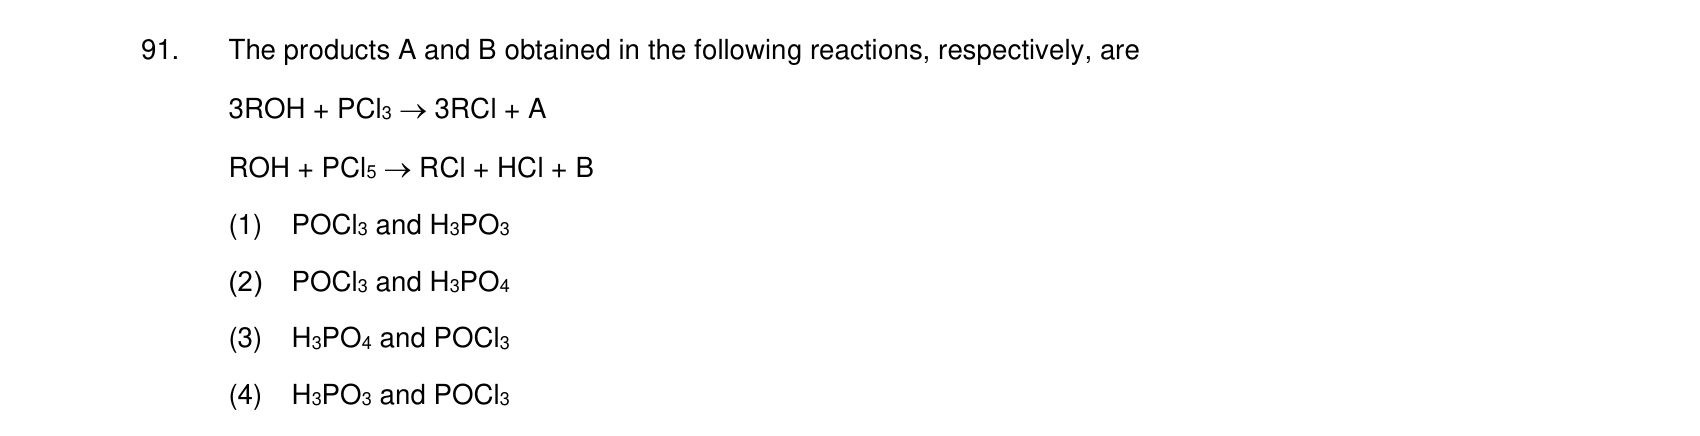 91. The products A and B obtained in the following reactions, respectively, are
3ROH + PCl₃ → 3RCl + A
ROH + PCl₅ → RCl + HCl + B
(1) POCl₃ and H₃PO₃
(2) POCl₃ and H₃PO₄
(3) H₃PO₄ and POCl₃
(4) H₃PO₃ and POCl₃